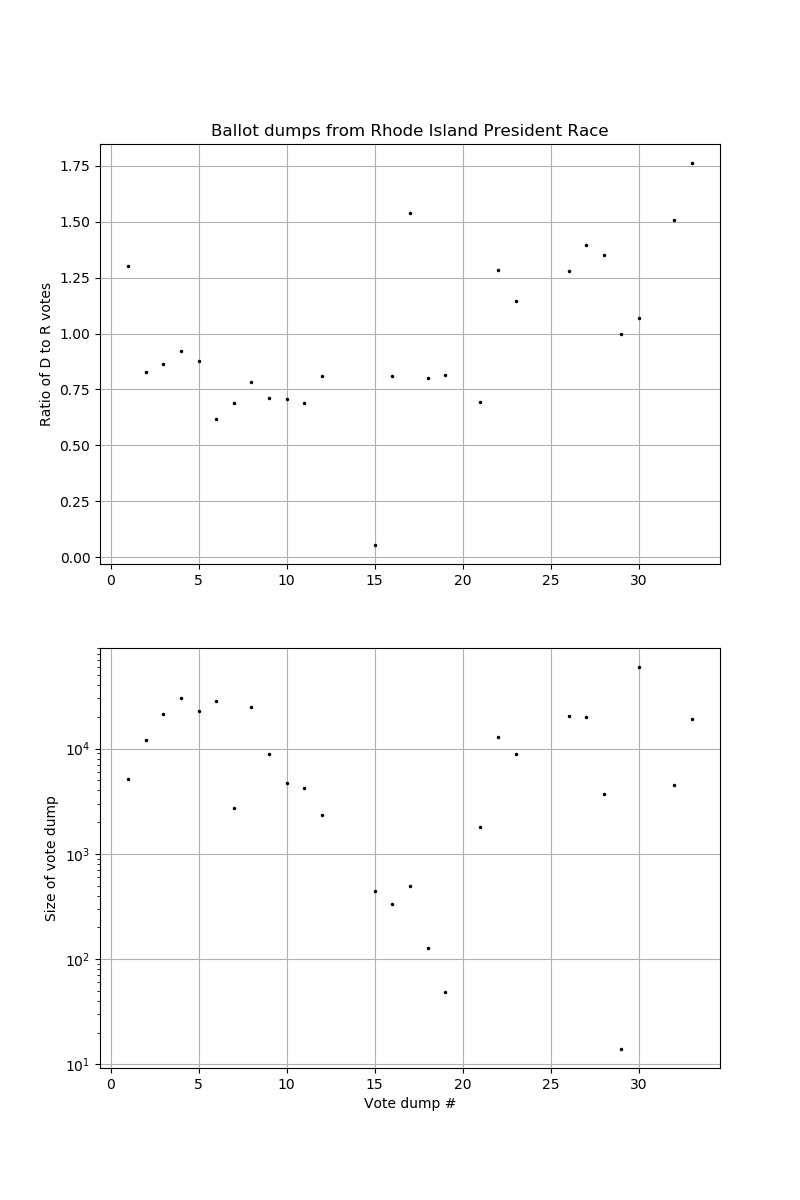 Ballot dumps from Rhode Island President Race
1.75
1.50
1.25
1.00
0.75
0.50
0.25
0.00
Ratio of D to R votes
0 5 10 15 20 25 30
10^4
10^3
10^2
10^1
Size of vote dump
0 5 10 15 20 25 30
Vote dump #